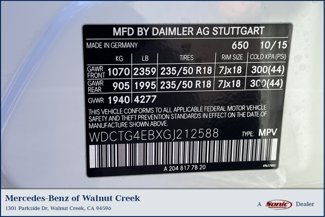 MFD BY DAIMLER AG STUTTGART
MADE IN GERMANY 650 10/15
KG LB TIRES RIMS COLD KPA (PSI)
GAWR FRONT 1070 2359 235/50 R18 7Jx18 300(44)
GAWR REAR 905 1995 235/50 R18 7Jx18 300(44)
GVWR 1940 4277
THIS VEHICLE CONFORMS TO ALL APPLICABLE
FEDERAL MOTOR VEHICLE SAFETY, BUMPER
AND THEFT PREVENTION STANDARDS IN EFFECT
ON THE DATE OF MANUFACTURE SHOWN ABOVE.
WDCTG4EBXGJ212588 TYPE: MPV
A 204 817 78 20
Mercedes-Benz of Walnut Creek
1301 Parkside Dr, Walnut Creek, CA 94596
A Sonic Dealer